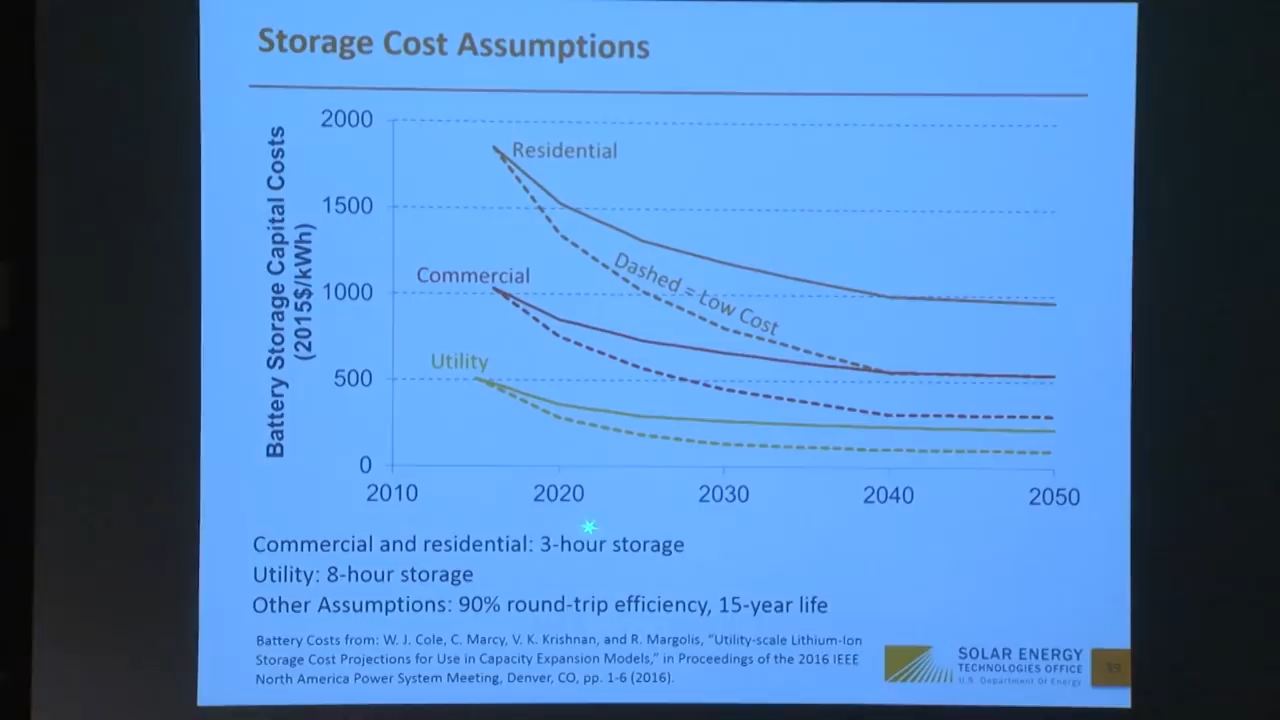 Storage Cost Assumptions
Battery Storage Capital Costs
(2015$/kWh)
2000
1500
1000
500
0
Residential
Commercial
Dashed = Low Cost
Utility
2010
2020
2030
2040
2050
Commercial and residential: 3-hour storage
Utility: 8-hour storage
Other Assumptions: 90% round-trip efficiency, 15-year life
Battery Costs from: W. J. Cole, C. Marcy, V. K. Krishnan, and R. Margolis, "Utility-scale Lithium-Ion
Storage Cost Projections for Use in Capacity Expansion Models," in Proceedings of the 2016 IEEE
North America Power System Meeting, Denver, CO, pp. 1-6 (2016).
SOLAR ENERGY
TECHNOLOGIES OFFICE
U.S. Department Of Energy